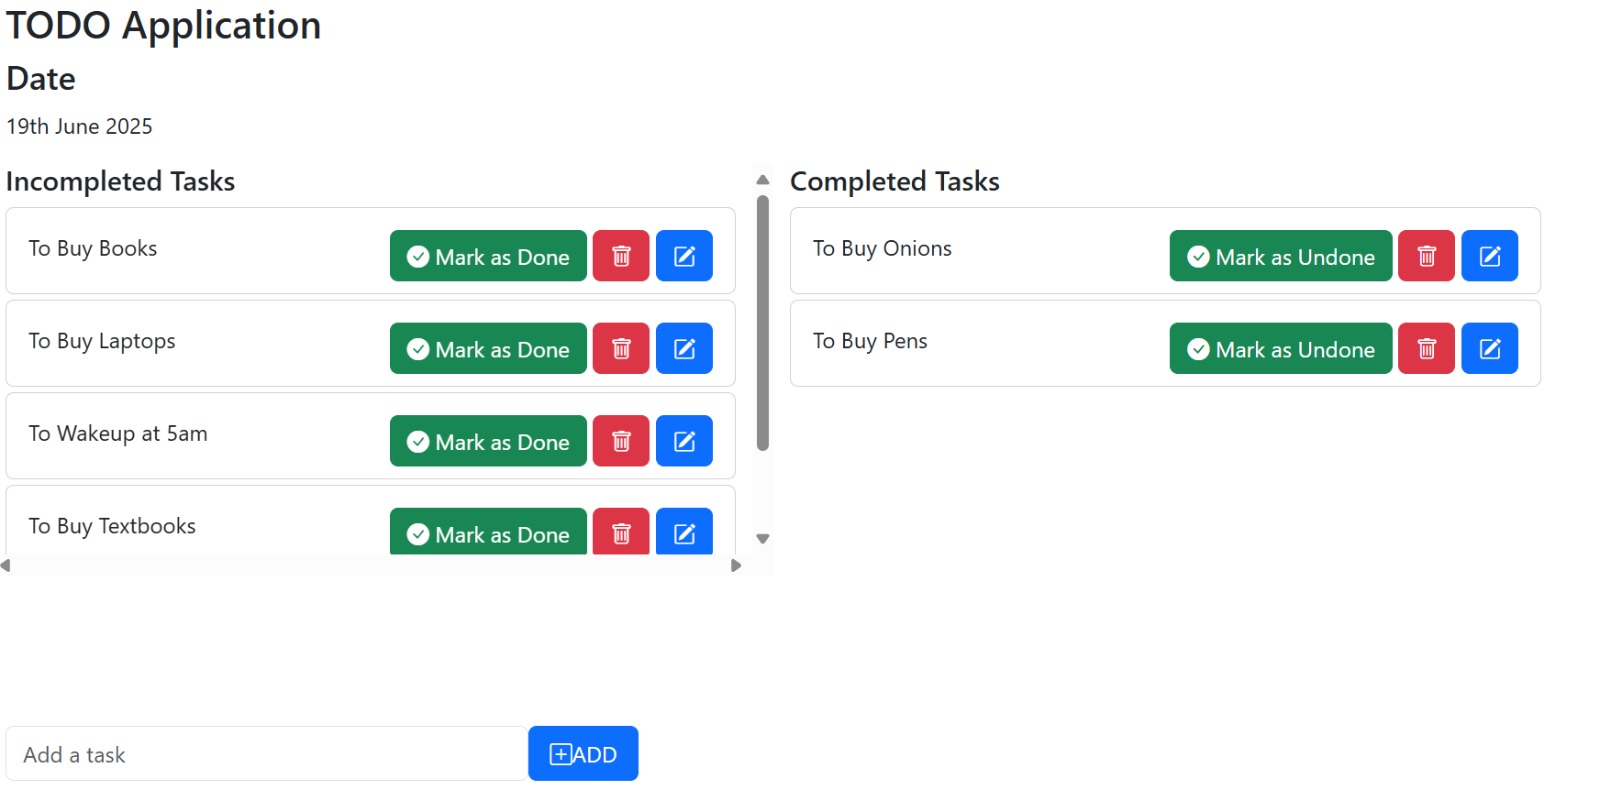 TODO Application
Date
19th June 2025
Incompleted Tasks
To Buy Books
Mark as Done
To Buy Laptops
Mark as Done
To Wakeup at 5am
Mark as Done
To Buy Textbooks
Mark as Done
Completed Tasks
To Buy Onions
Mark as Undone
To Buy Pens
Mark as Undone
Add a task
ADD